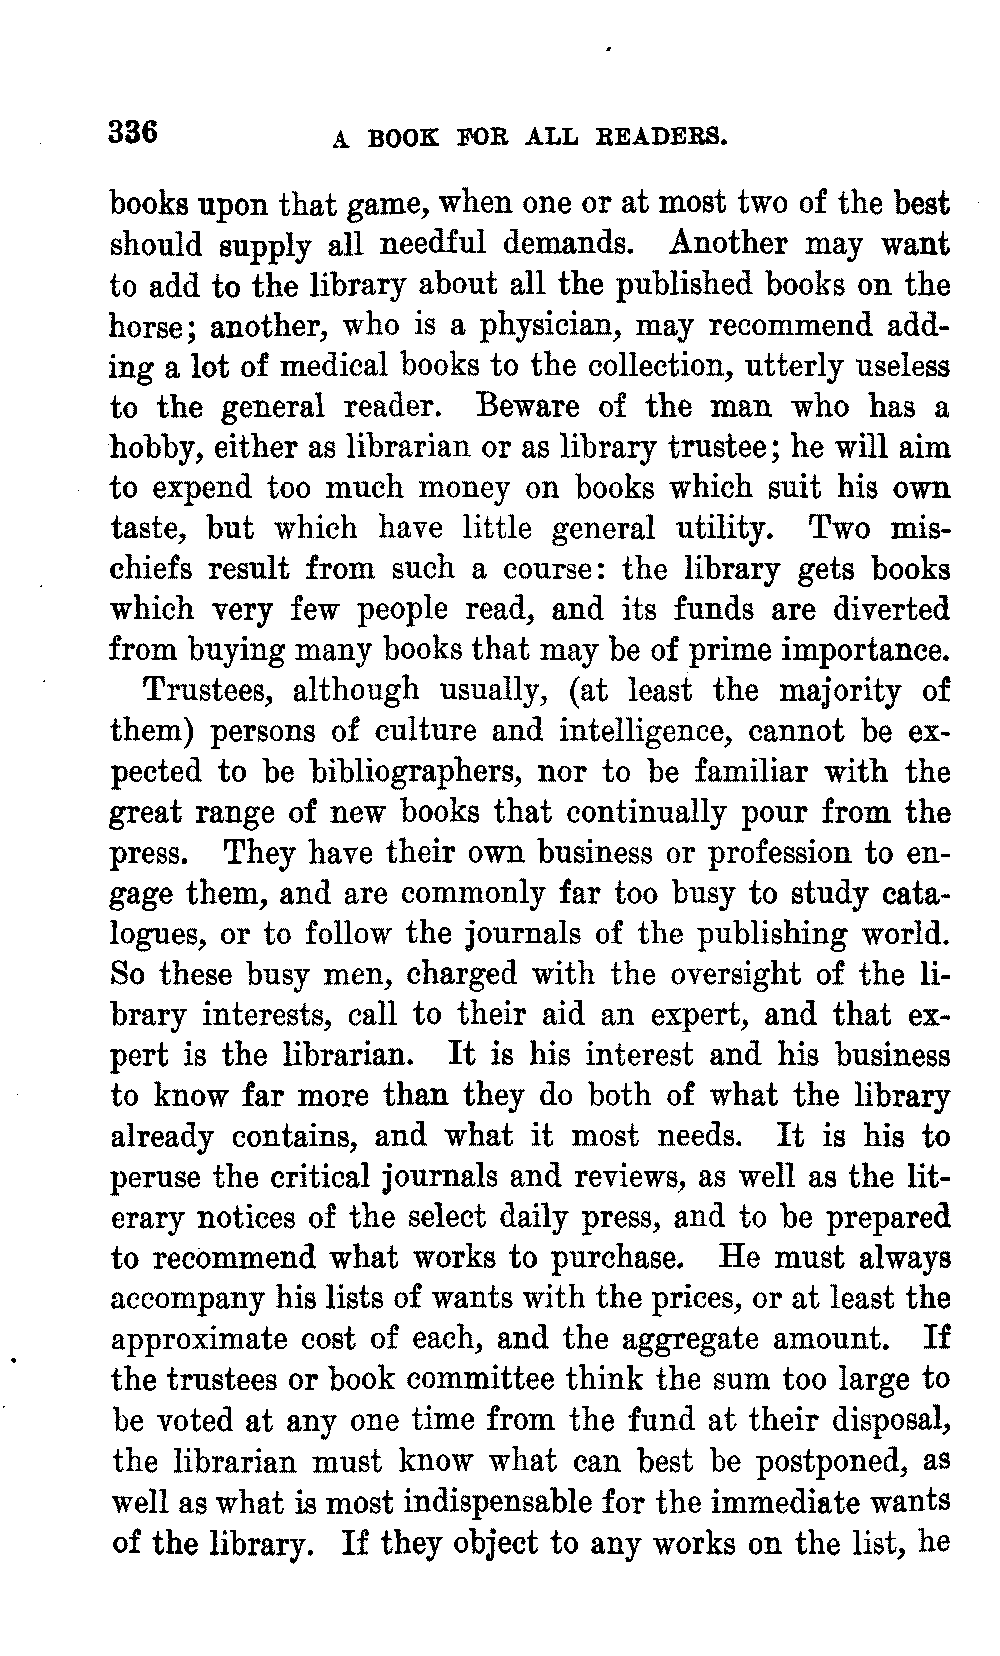 336 A BOOK FOR ALL READERS.
books upon that game, when one or at most two of the best
should supply all needful demands. Another may want
to add to the library about all the published books on the
horse; another, who is a physician, may recommend add-
ing a lot of medical books to the collection, utterly useless
to the general reader. Beware of the man who has a
hobby, either as librarian or as library trustee; he will aim
to expend too much money on books which suit his own
taste, but which have little general utility. Two mis-
chiefs result from such a course: the library gets books
which very few people read, and its funds are diverted
from buying many books that may be of prime importance.
Trustees, although usually, (at least the majority of
them) persons of culture and intelligence, cannot be ex-
pected to be bibliographers, nor to be familiar with the
great range of new books that continually pour from the
press. They have their own business or profession to en-
gage them, and are commonly far too busy to study cata-
logues, or to follow the journals of the publishing world.
So these busy men, charged with the oversight of the li-
brary interests, call to their aid an expert, and that ex-
pert is the librarian. It is his interest and his business
to know far more than they do both of what the library
already contains, and what it most needs. It is his to
peruse the critical journals and reviews, as well as the lit-
erary notices of the select daily press, and to be prepared
to recommend what works to purchase. He must always
accompany his lists of wants with the prices, or at least the
approximate cost of each, and the aggregate amount. If
the trustees or book committee think the sum too large to
be voted at any one time from the fund at their disposal,
the librarian must know what can best be postponed, as
well as what is most indispensable for the immediate wants
of the library. If they object to any works on the list, he